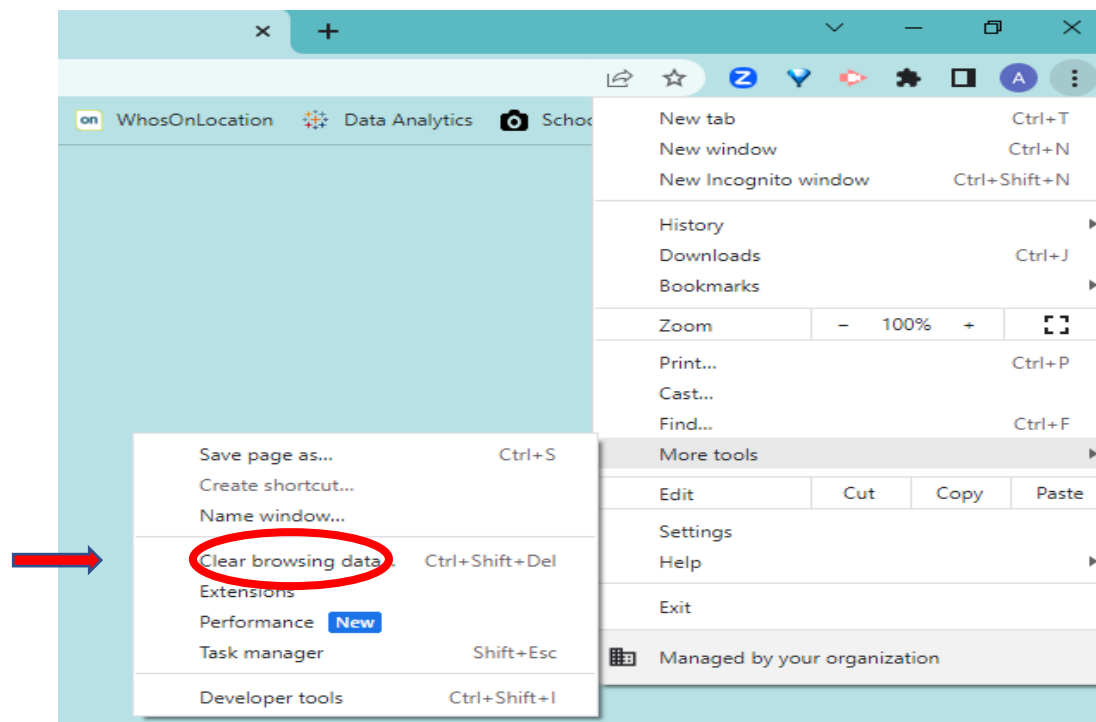 on WhosOnLocation Data Analytics Schoo
Z A
New tab Ctrl+T
New window Ctrl+N
New Incognito window Ctrl+Shift+N
History
Downloads Ctrl+J
Bookmarks
Zoom - 100% +
Print... Ctrl+P
Cast...
Find... Ctrl+F
More tools
Edit Cut Copy Paste
Settings
Help
Exit
Managed by your organization
Save page as... Ctrl+S
Create shortcut...
Name window...
Clear browsing data... Ctrl+Shift+Del
Extensions
Performance New
Task manager Shift+Esc
Developer tools Ctrl+Shift+I